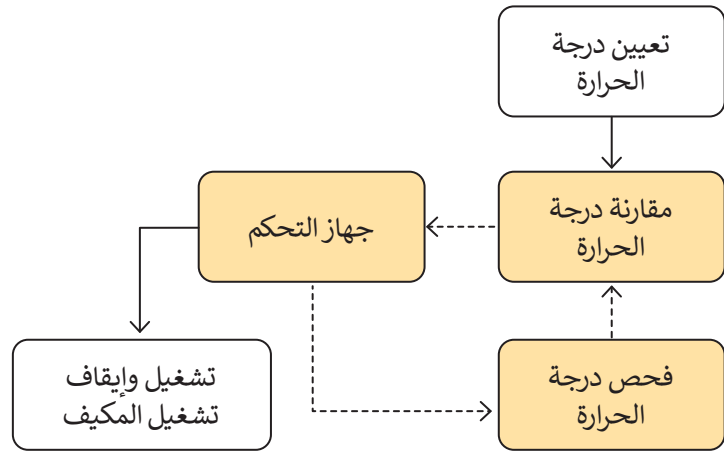 تعيين درجة
الحرارة
مقارنة درجة
الحرارة
جهاز التحكم
فحص درجة
الحرارة
تشغيل وإيقاف
تشغيل المكيف